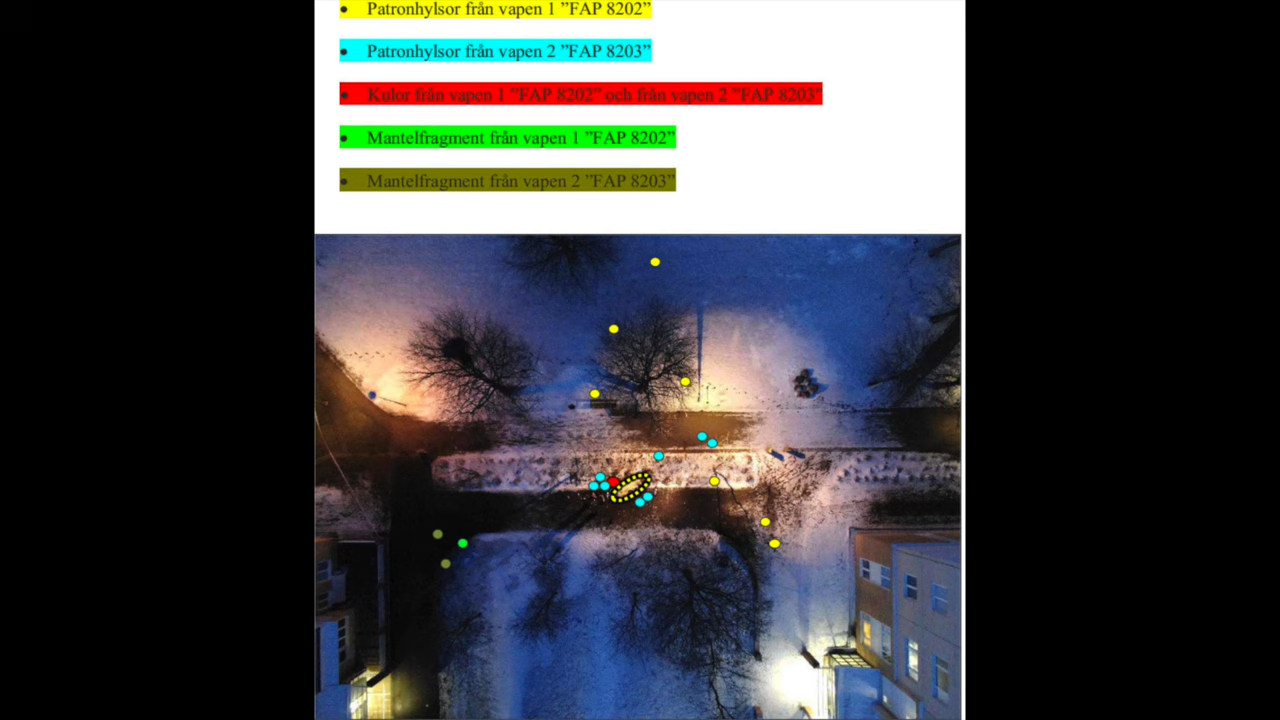 • Patronhylsor från vapen 1 ”FAP 8202”
• Patronhylsor från vapen 2 ”FAP 8203”
• Kulor från vapen 1 ”FAP 8202” och från vapen 2 ”FAP 8203”
• Mantelfragment från vapen 1 ”FAP 8202”
• Mantelfragment från vapen 2 ”FAP 8203”